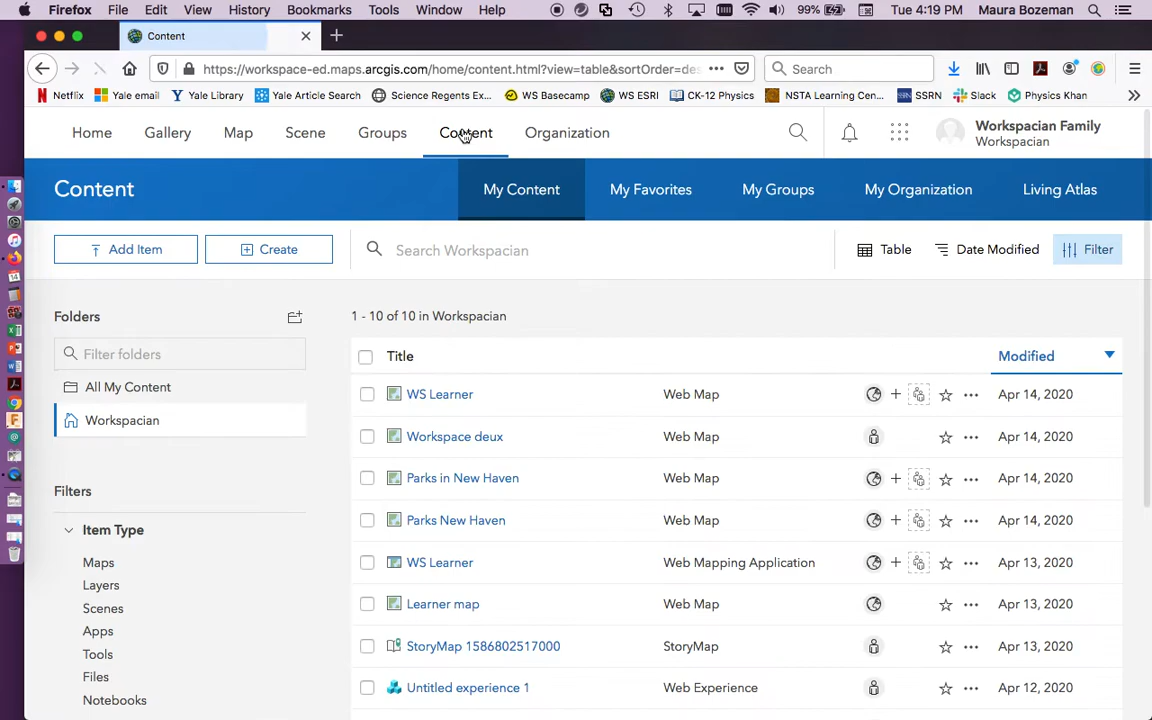 Firefox File Edit View History Bookmarks Tools Window Help 99% Tue 4:19 PM Maura Bozeman
Content
https://workspace-ed.maps.arcgis.com/home/content.html?view=table&sortOrder=des ••• Search
Netflix Yale email Yale Library Yale Article Search Science Regents Ex... WS Basecamp WS ESRI CK-12 Physics NSTA Learning Cen... SSRN Slack Physics Khan
Home Gallery Map Scene Groups Content Organization Workspacian Family
Workspacian
Content My Content My Favorites My Groups My Organization Living Atlas
Add Item Create Search Workspacian Table Date Modified Filter
Folders 1 - 10 of 10 in Workspacian
Filter folders Title Modified
All My Content WS Learner Web Map Apr 14, 2020
Workspacian Workspace deux Web Map Apr 14, 2020
Parks in New Haven Web Map Apr 14, 2020
Filters
Parks New Haven Web Map Apr 14, 2020
Item Type
Maps WS Learner Web Mapping Application Apr 13, 2020
Layers
Scenes Learner map Web Map Apr 13, 2020
Apps
Tools StoryMap 1586802517000 StoryMap Apr 13, 2020
Files
Notebooks Untitled experience 1 Web Experience Apr 12, 2020